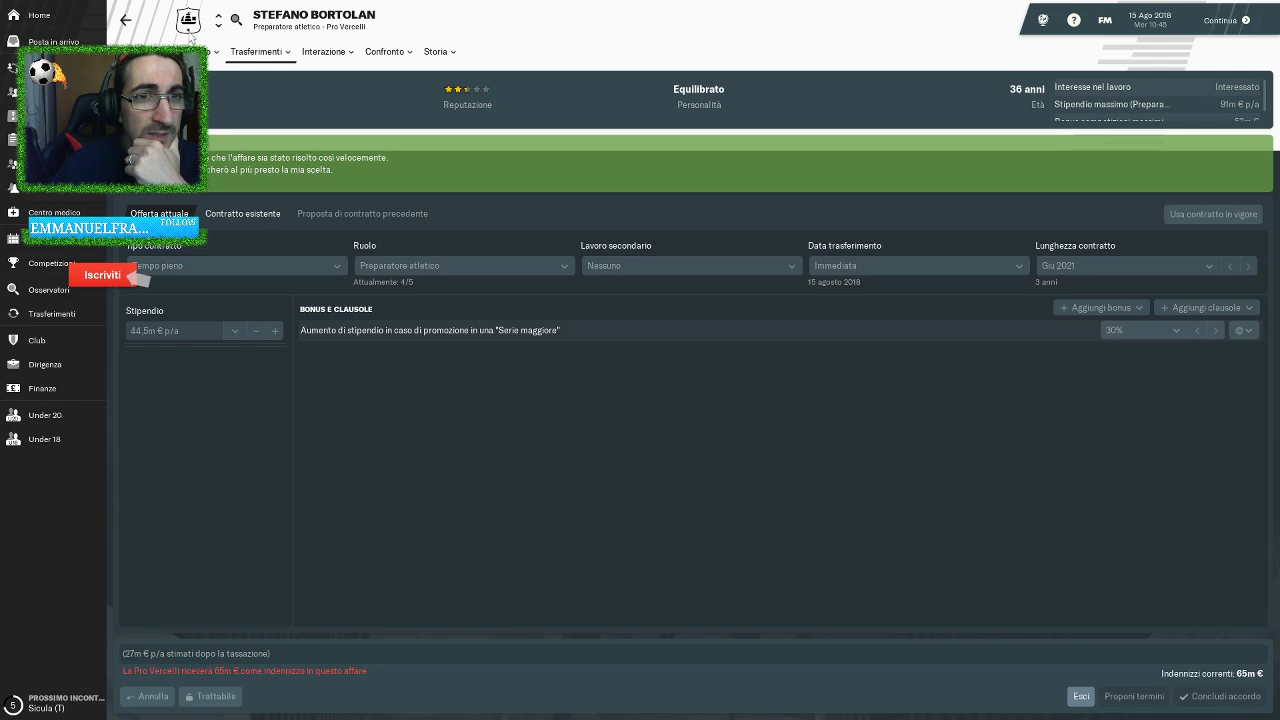 Home
STEFANO BORTOLAN
Preparatore atletico - Pro Vercelli
?
FM
15 Ago 2018
Mer 10:45
Continua
Posta in arrivo
Trasferimenti
Interazione
Confronto
Storia
Reputazione
Equilibrato
Personalità
36 anni
Età
Interesse nel lavoro
Interessato
Stipendio massimo (Prepara...
91m € p/a
che l'affare sia stato risolto così velocemente.
cherò al più presto la mia scelta.
Centro medico
EMMANUELFRA...
FOLLOW
Offerta attuale
Contratto esistente
Proposta di contratto precedente
Usa contratto in vigore
Tipo contratto
Tempo pieno
Ruolo
Preparatore atletico
Attualmente: 4/5
Lavoro secondario
Nessuno
Data trasferimento
Immediata
15 agosto 2018
Lunghezza contratto
Giu 2021
3 anni
Competizioni
Iscriviti
Osservatori
Trasferimenti
Club
Dirigenza
Finanze
Under 20
Under 18
Stipendio
44,5m € p/a
BONUS E CLAUSOLE
Aggiungi bonus
Aggiungi clausole
Aumento di stipendio in caso di promozione in una "Serie maggiore"
30%
(27m € p/a stimati dopo la tassazione)
La Pro Vercelli riceverà 65m € come indennizzo in questo affare
Indennizzi correnti: 65m €
Annulla
Trattabile
Esci
Proponi termini
Concludi accordo
5
PROSSIMO INCONT...
Sicula (T)